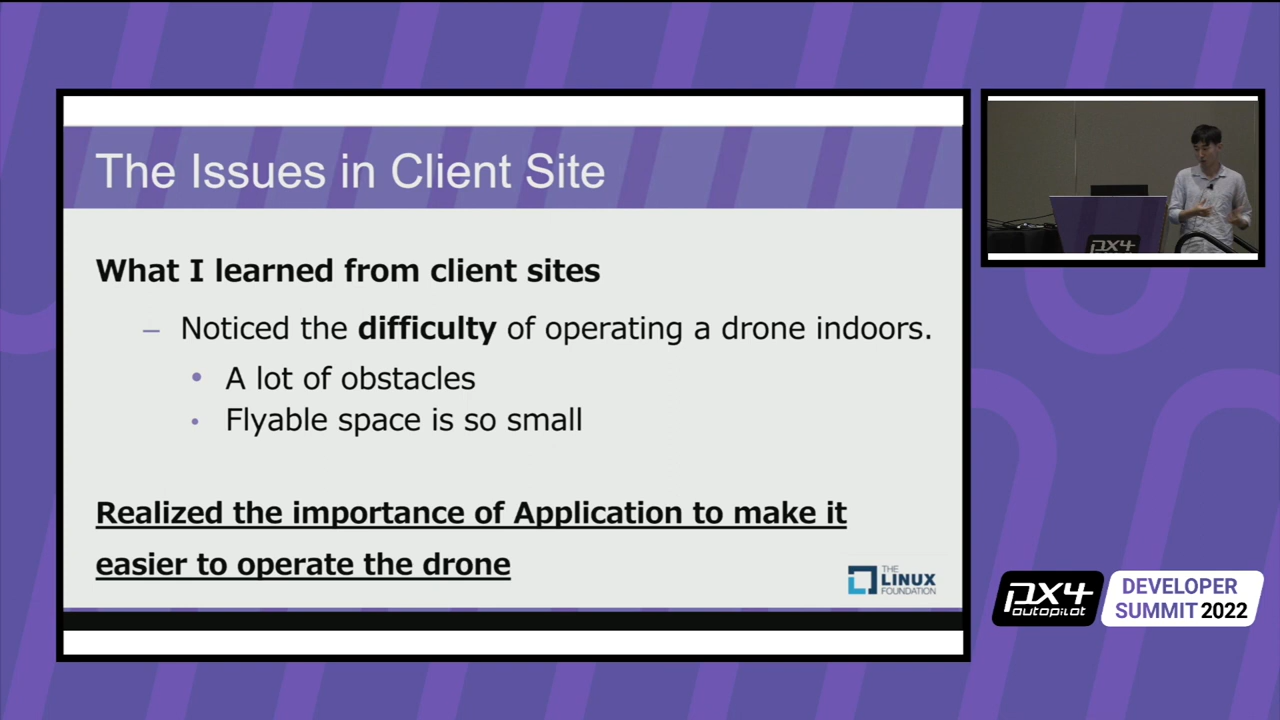 The Issues in Client Site
What I learned from client sites
– Noticed the difficulty of operating a drone indoors.
• A lot of obstacles
• Flyable space is so small
Realized the importance of Application to make it
easier to operate the drone
THE
LINUX
FOUNDATION
PX4
PX4
autopilot
DEVELOPER
SUMMIT 2022